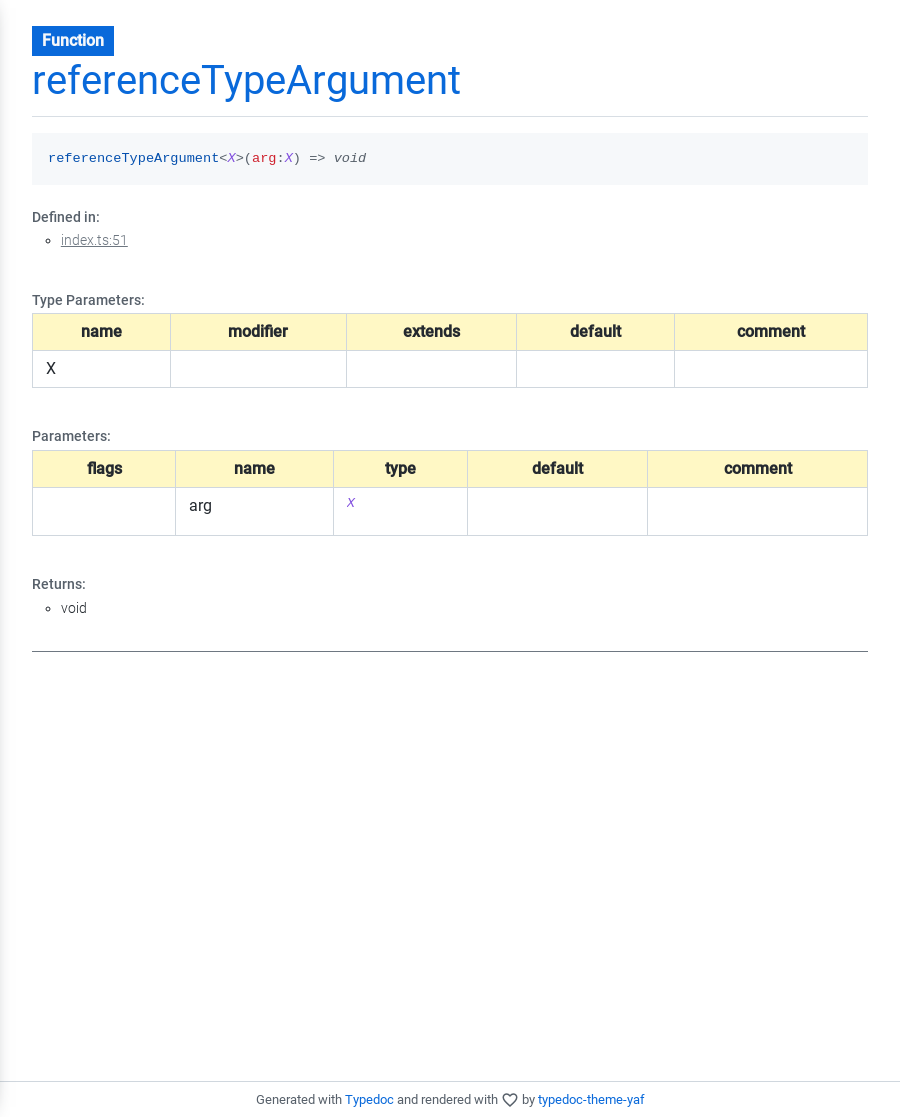 Function
referenceTypeArgument
referenceTypeArgument<X>(arg:X) => void
Defined in:
index.ts:51
Type Parameters:
name modifier extends default comment
X
Parameters:
flags name type default comment
arg X
Returns:
void
Generated with Typedoc and rendered with ♡ by typedoc-theme-yaf